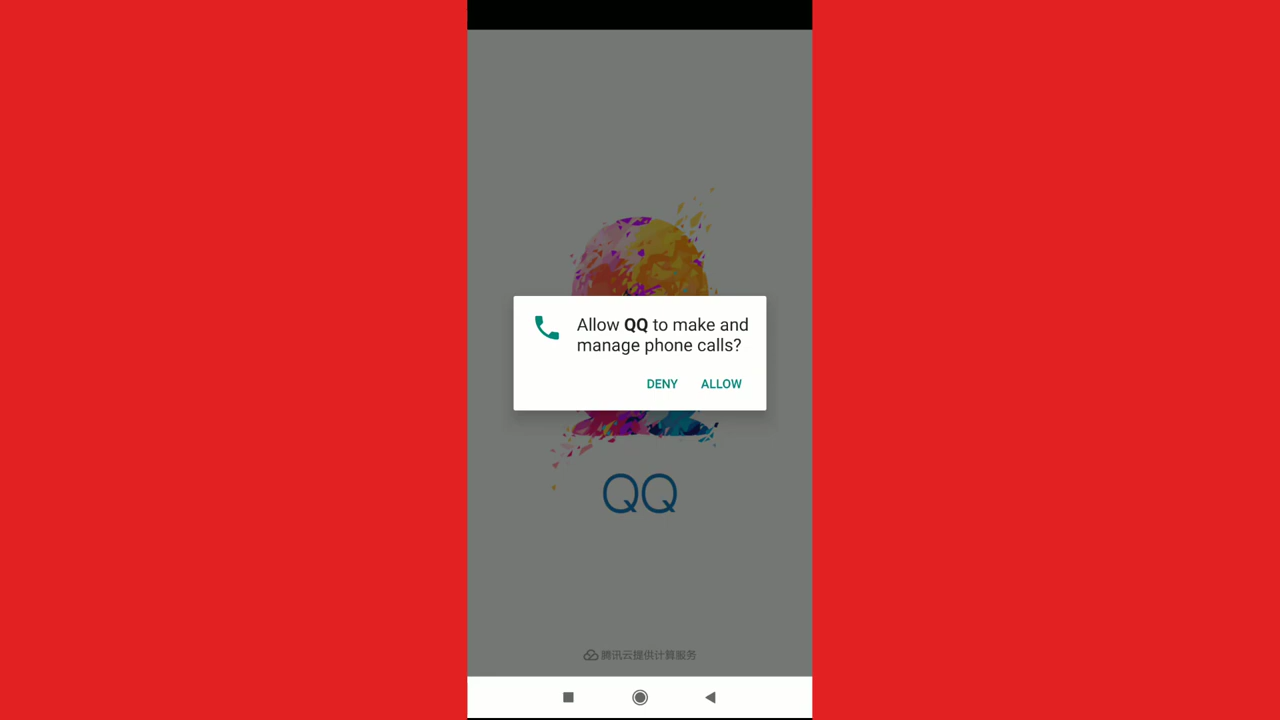 Allow QQ to make and
manage phone calls?
DENY ALLOW
QQ
腾讯云提供计算服务